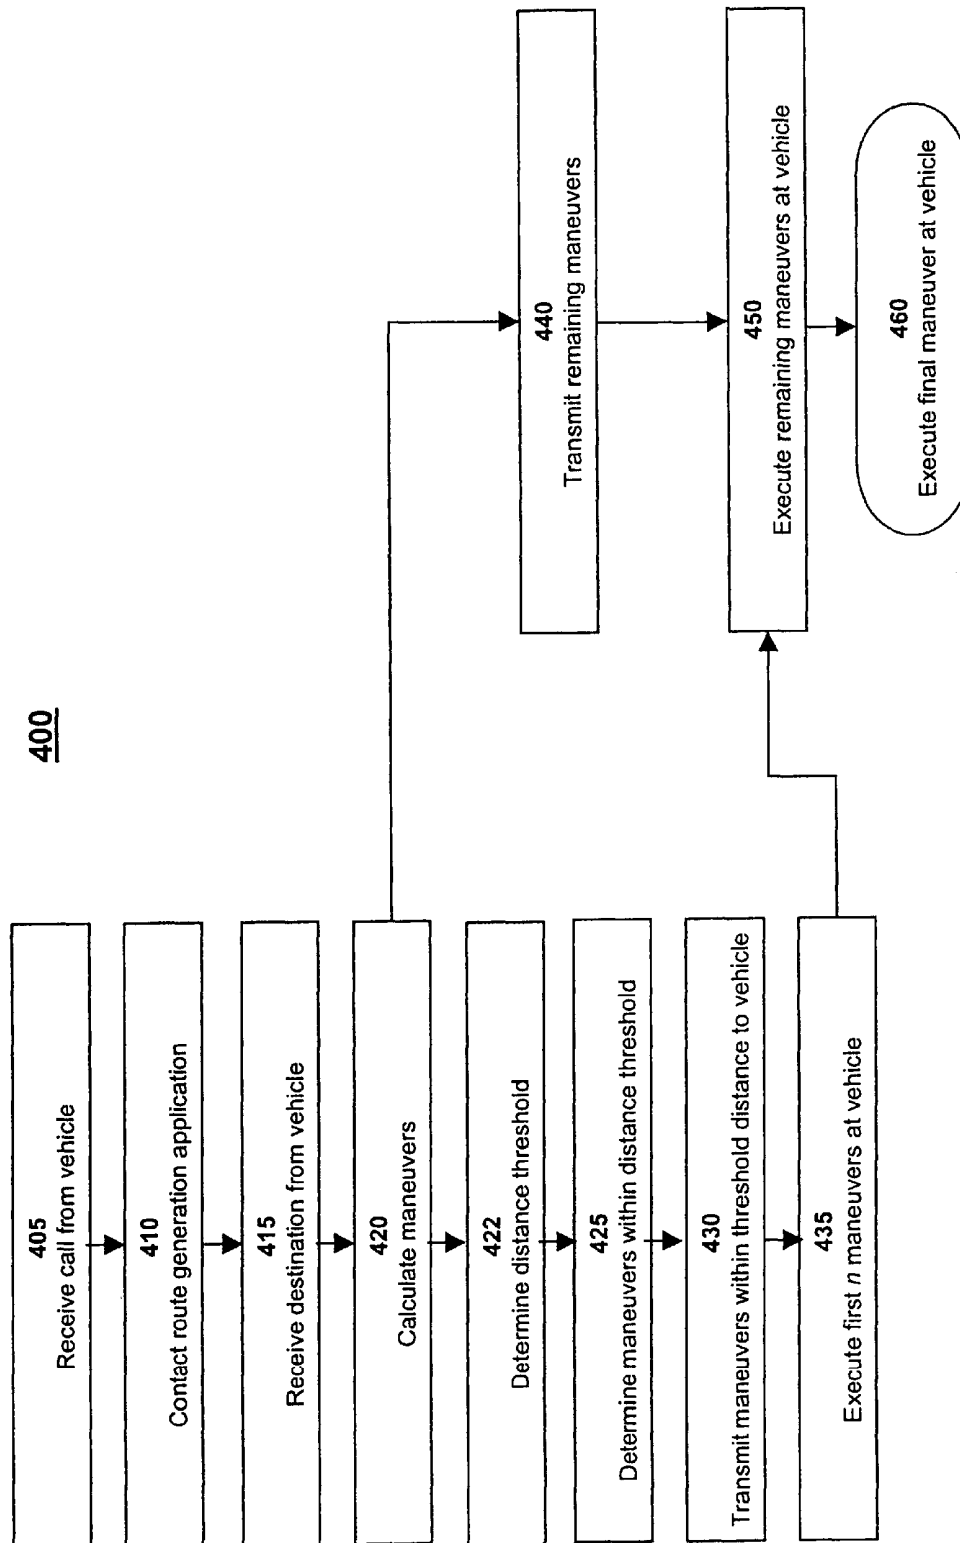 400
405
Receive call from vehicle
410
Contact route generation application
415
Receive destination from vehicle
420
Calculate maneuvers
422
Determine distance threshold
425
Determine maneuvers within distance threshold
430
Transmit maneuvers within threshold distance to vehicle
435
Execute first n maneuvers at vehicle
440
Transmit remaining maneuvers
450
Execute remaining maneuvers at vehicle
460
Execute final maneuver at vehicle